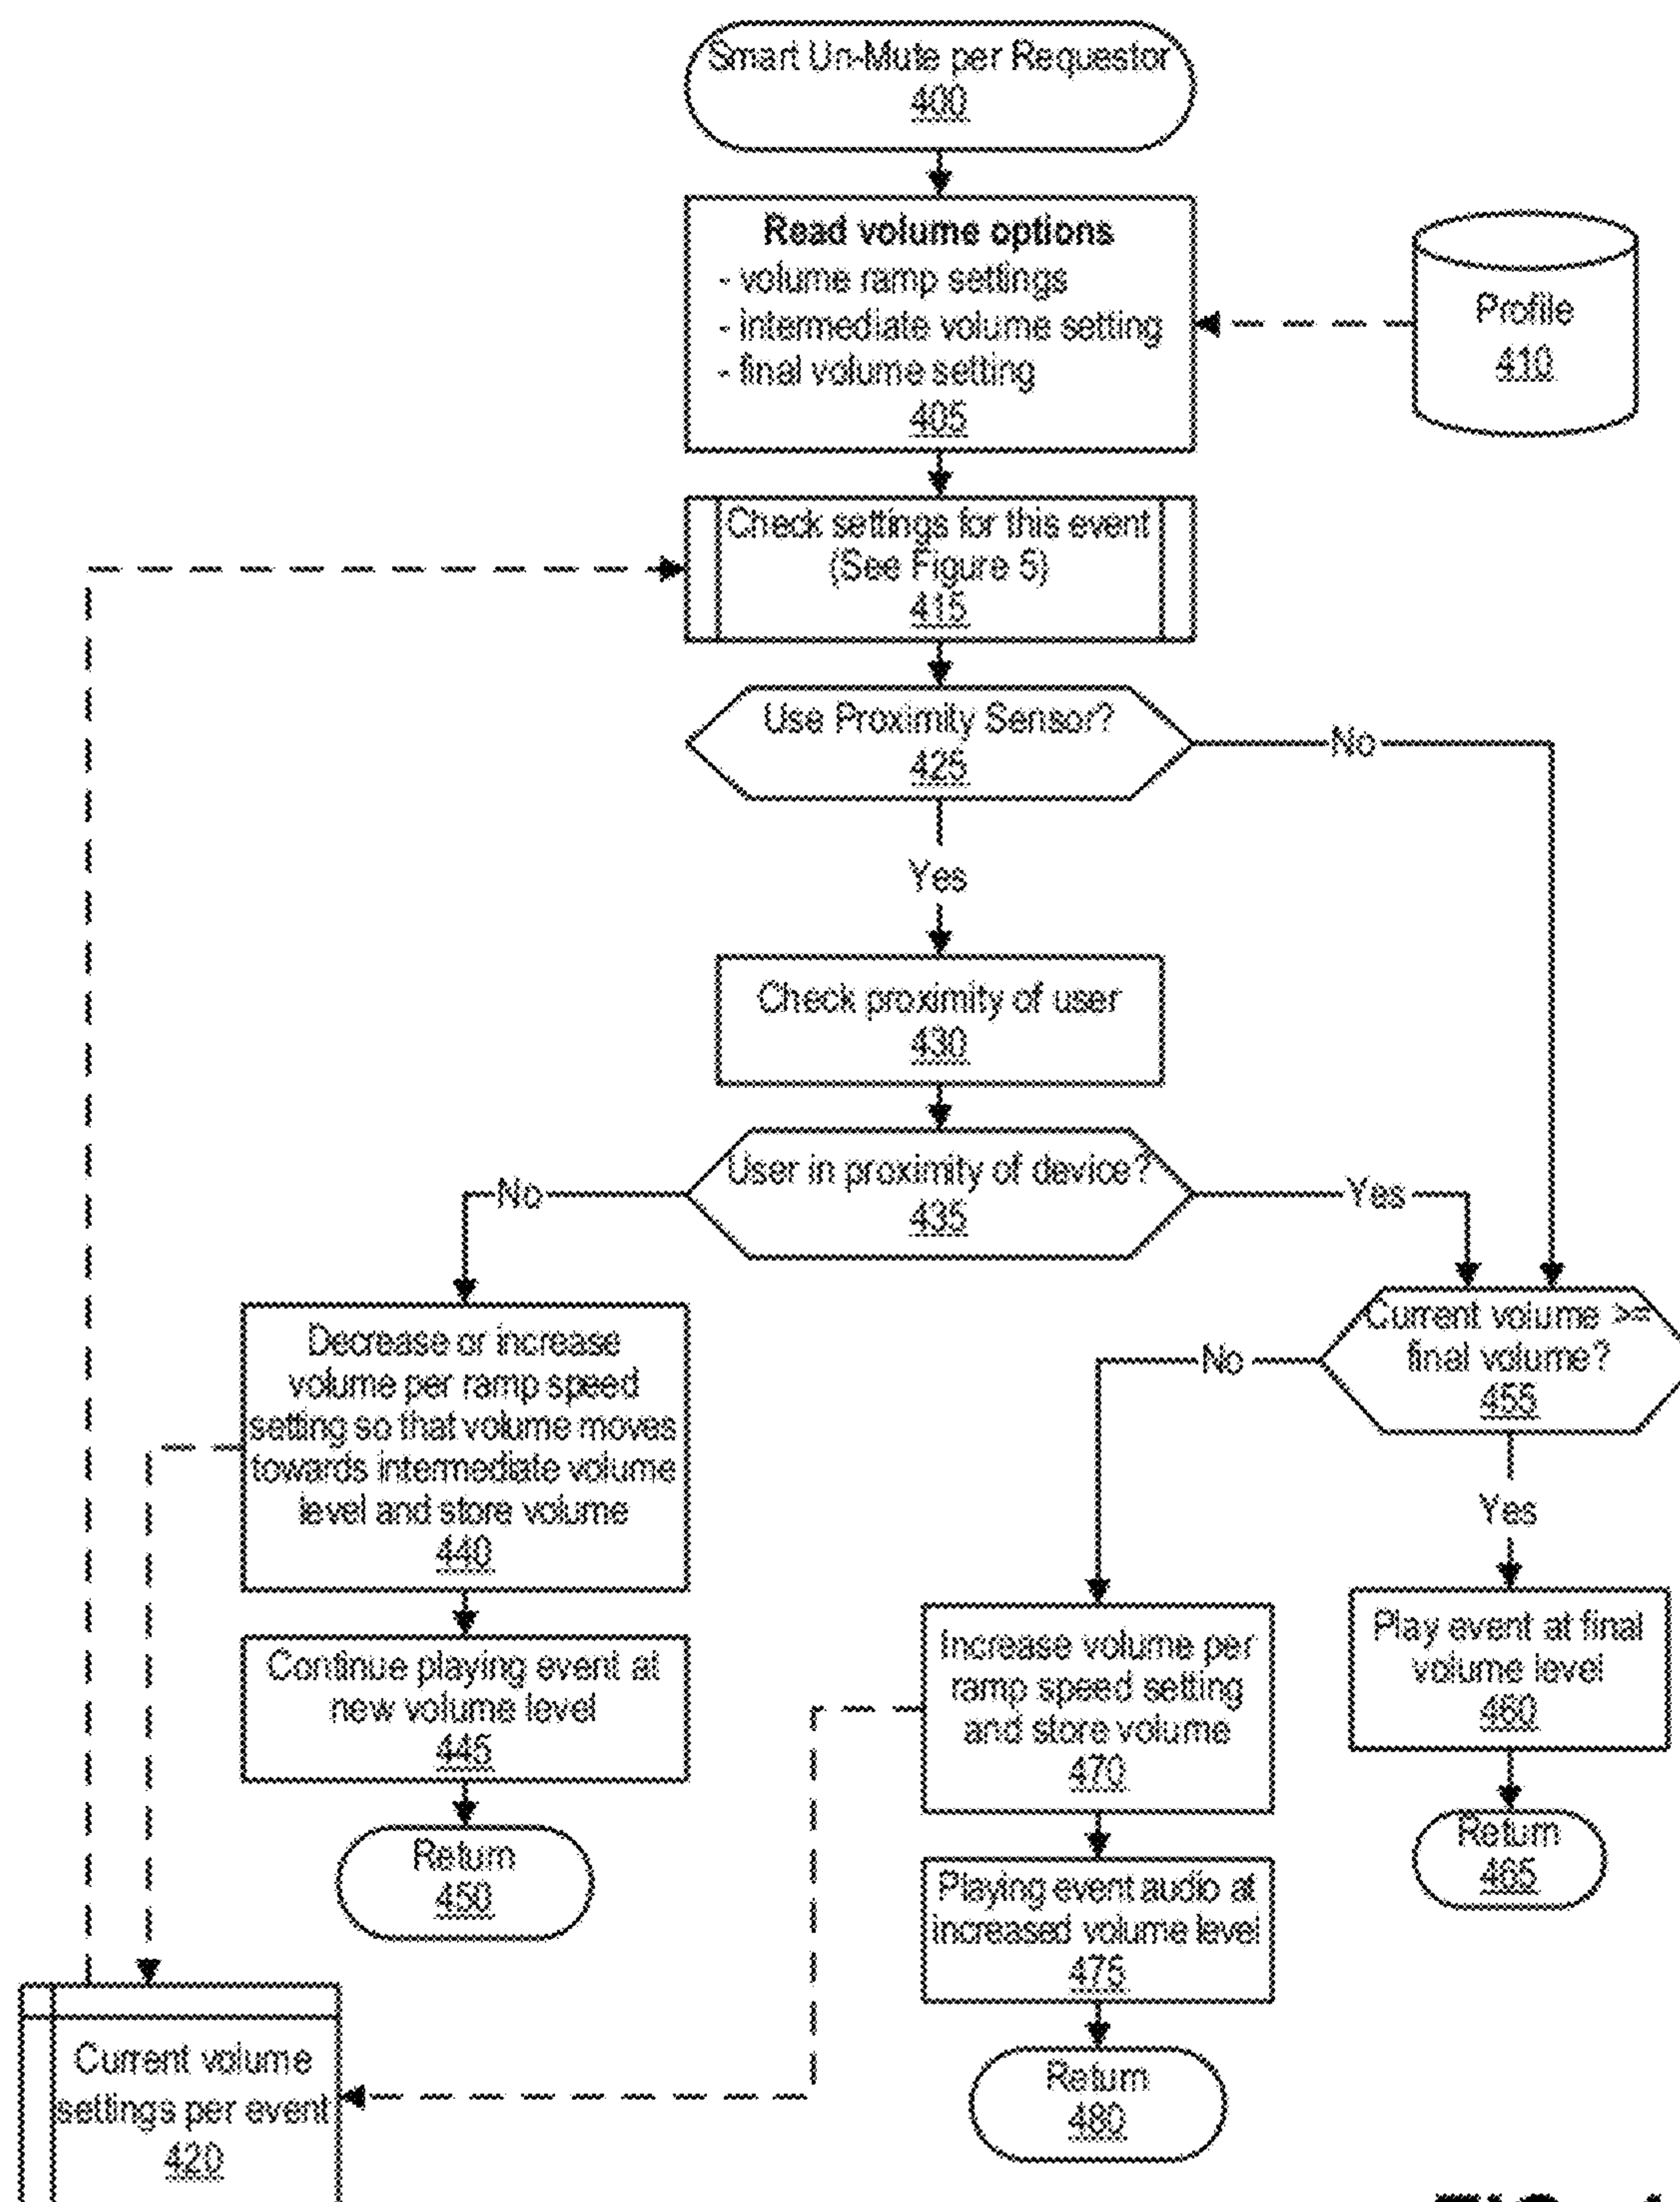 Smart Un-Mute per Requestor
400
Read volume options
- volume ramp settings
- intermediate volume setting
- final volume setting
405
Profile
410
Check settings for this event
(See Figure 5)
415
Use Proximity Sensor?
425
No
Yes
Check proximity of user
430
User in proximity of device?
435
No
Yes
Decrease or increase
volume per ramp speed
setting so that volume moves
towards intermediate volume
level and store volume
440
Current volume >=
final volume?
455
No
Yes
Continue playing event at
new volume level
445
Increase volume per
ramp speed setting
and store volume
470
Play event at final
volume level
460
Return
450
Playing event audio at
increased volume level
475
Return
465
Current volume
settings per event
420
Return
480